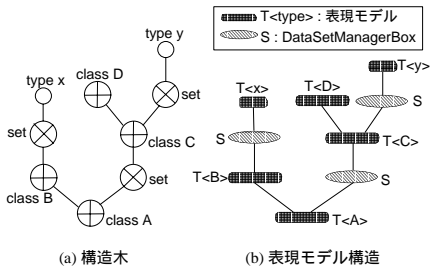 T<type> : 表現モデル
S : DataSetManagerBox
type y
type x
class D
set
set
class C
class B
set
class A
T<y>
T<x>
T<D>
S
S
T<C>
T<B>
S
T<A>
(a) 構造木
(b) 表現モデル構造